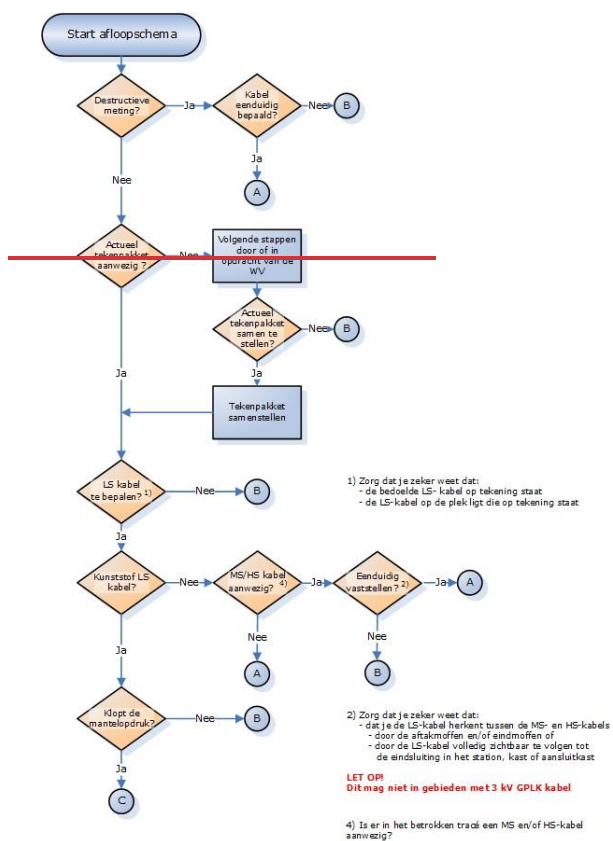 Start afloopschema
Destructieve
meting?
Ja
Kabel
eenduidig
bepaald?
Nee
B
Ja
A
Nee
Actueel
tekenpakket
aanwezig ?
Nee
Volgende stappen
door of in
opdracht van de
WV
Actueel
tekenpakket
samen te
stellen?
Nee
B
Ja
Ja
Tekenpakket
samenstellen
LS kabel
te bepalen? 1)
Nee
B
1) Zorg dat je zeker weet dat:
- de bedoelde LS- kabel op tekening staat
- de LS-kabel op de plek ligt die op tekening staat
Ja
Kunststof LS
kabel?
Nee
MS/HS kabel
aanwezig? 4)
Ja
Eenduidig
vaststellen? 2)
Ja
A
Nee
Nee
Ja
A
B
Klopt de
mantelopdruk?
Nee
B
2) Zorg dat je zeker weet dat:
- dat je de LS-kabel herkent tussen de MS- en HS-kabels
- door de aftakmoffen en/of eindmoffen of
- door de LS-kabel volledig zichtbaar te volgen tot
de eindsluiting in het station, kast of aansluitkast
Ja
LET OP!
Dit mag niet in gebieden met 3 kV GPLK kabel
C
4) Is er in het betrokken tracé een MS en/of HS-kabel
aanwezig?